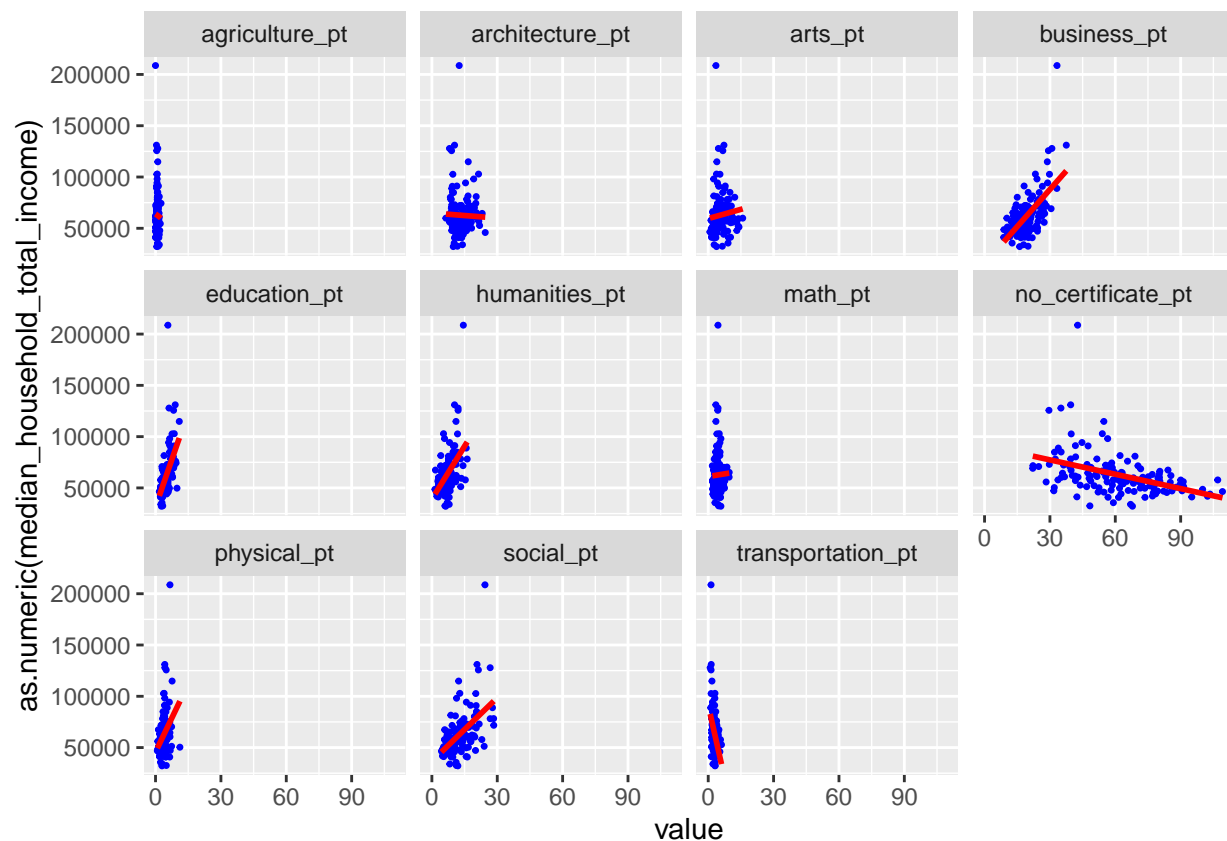 agriculture_pt architecture_pt arts_pt business_pt
200000
150000
100000
50000
education_pt humanities_pt math_pt no_certificate_pt
200000
150000
100000
50000
0 30 60 90
physical_pt social_pt transportation_pt
200000
150000
100000
50000
0 30 60 90 0 30 60 90 0 30 60 90
value
as.numeric(median_household_total_income)